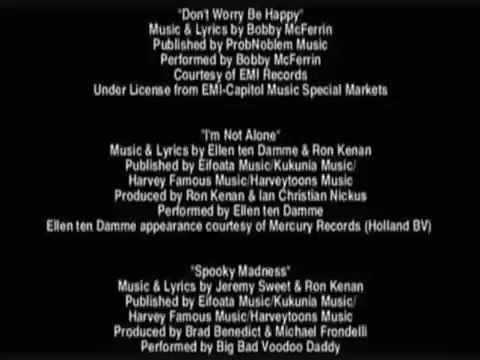 "Don't Worry Be Happy"
Music & Lyrics by Bobby McFerrin
Published by ProbNoblem Music
Performed by Bobby McFerrin
Courtesy of EMI Records
Under License from EMI-Capitol Music Special Markets
"I'm Not Alone"
Music & Lyrics by Ellen ten Damme & Ron Kenan
Published by Eifoata Music/Kukunia Music/
Harvey Famous Music/Harveytoons Music
Produced by Ron Kenan & Ian Christian Nickus
Performed by Ellen ten Damme
Ellen ten Damme appearance courtesy of Mercury Records (Holland BV)
"Spooky Madness"
Music & Lyrics by Jeremy Sweet & Ron Kenan
Published by Eifoata Music/Kukunia Music/
Harvey Famous Music/Harveytoons Music
Produced by Brad Benedict & Michael Frondelli
Performed by Big Bad Voodoo Daddy